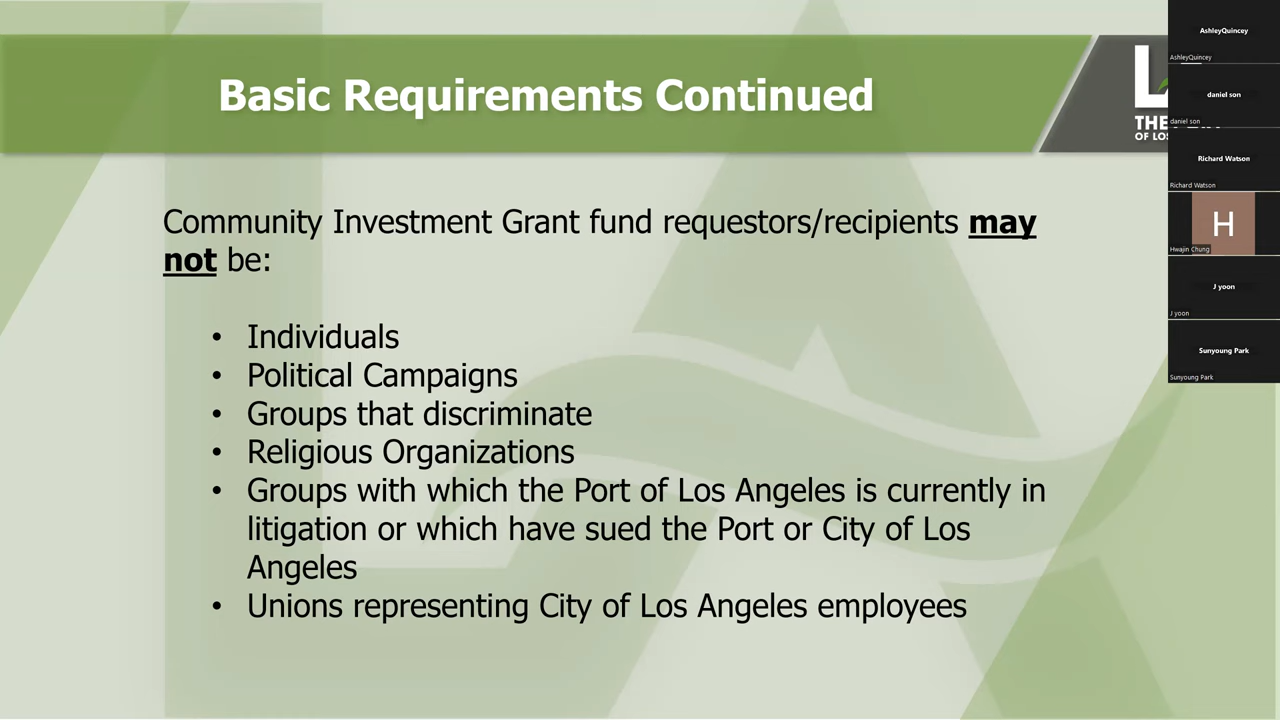 Basic Requirements Continued
Community Investment Grant fund requestors/recipients may
not be:
• Individuals
• Political Campaigns
• Groups that discriminate
• Religious Organizations
• Groups with which the Port of Los Angeles is currently in
litigation or which have sued the Port or City of Los
Angeles
• Unions representing City of Los Angeles employees
THE
OF LOS
AshleyQuincey
AshleyQuincey
daniel son
daniel son
Richard Watson
Richard Watson
H
Hwajin Chung
J yoon
J yoon
Sunyoung Park
Sunyoung Park